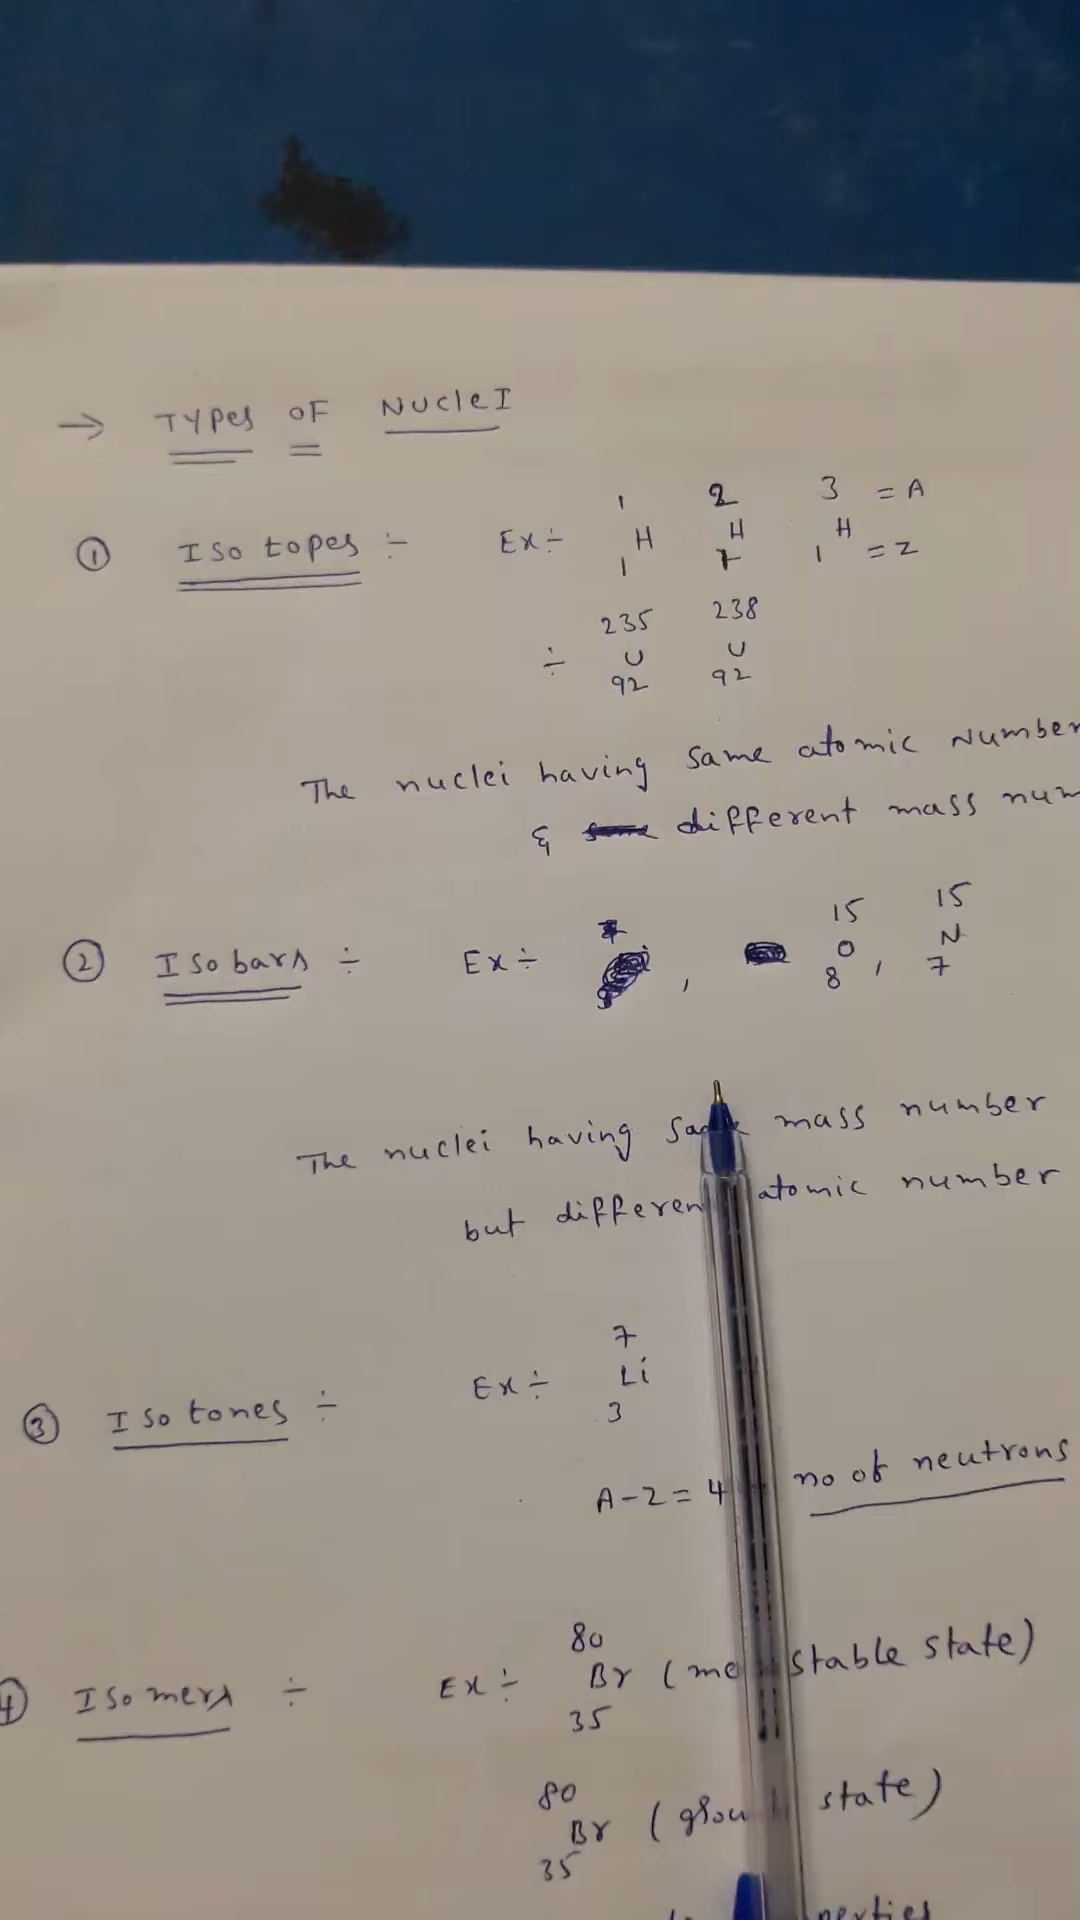 → Types of NucleI
1 2 3 = A
① Isotopes ÷ Ex ÷ H H H
1 1 1 = Z
235 238
÷ U U
92 92
The nuclei having same atomic Number
& different mass num
15 15
② Isobars ÷ Ex ÷ , O , N
8 7
The nuclei having mass number
but atomic number
7
③ Isotones ÷ Ex ÷ Li
3
A-Z = 4 no of neutrons
80
4 Isomers ÷ Ex ÷ Br ( stable state)
35
80
Br ( state)
35